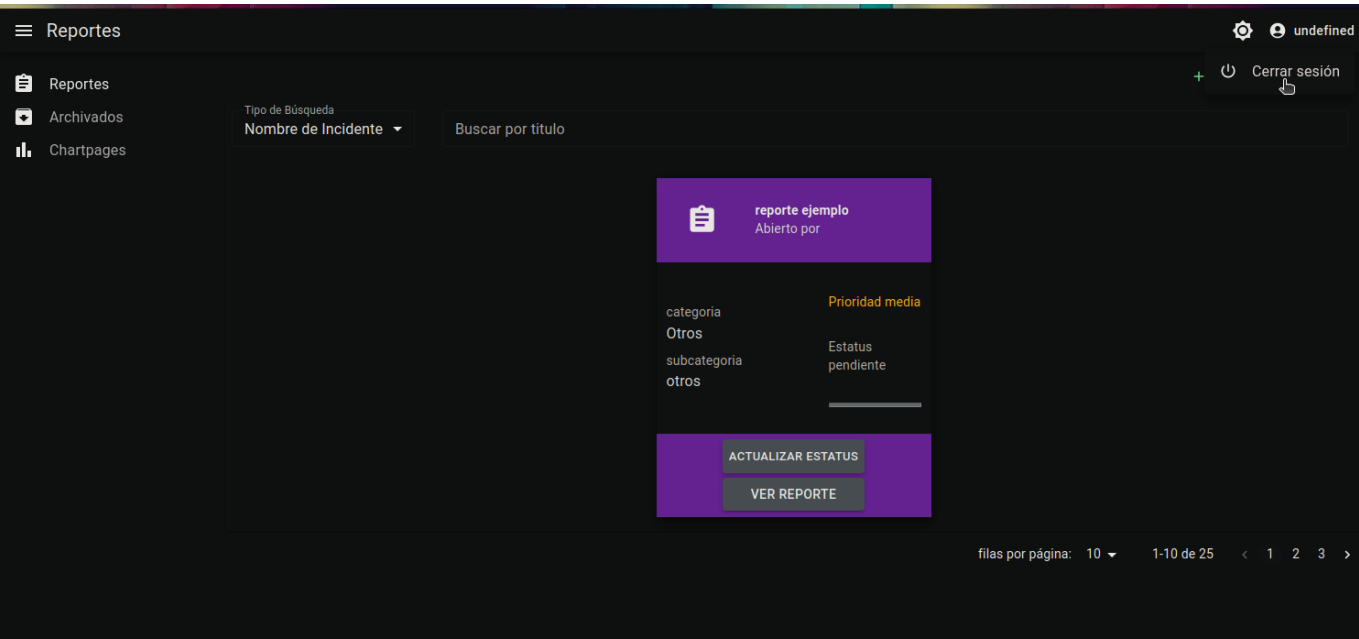 Reportes
undefined
Reportes
Archivados
Chartpages
+
Cerrar sesión
Tipo de Búsqueda
Nombre de Incidente
Buscar por titulo
reporte ejemplo
Abierto por
categoria
Otros
subcategoria
otros
Prioridad media
Estatus
pendiente
ACTUALIZAR ESTATUS
VER REPORTE
filas por página: 10 1-10 de 25 ‹ 1 2 3 ›